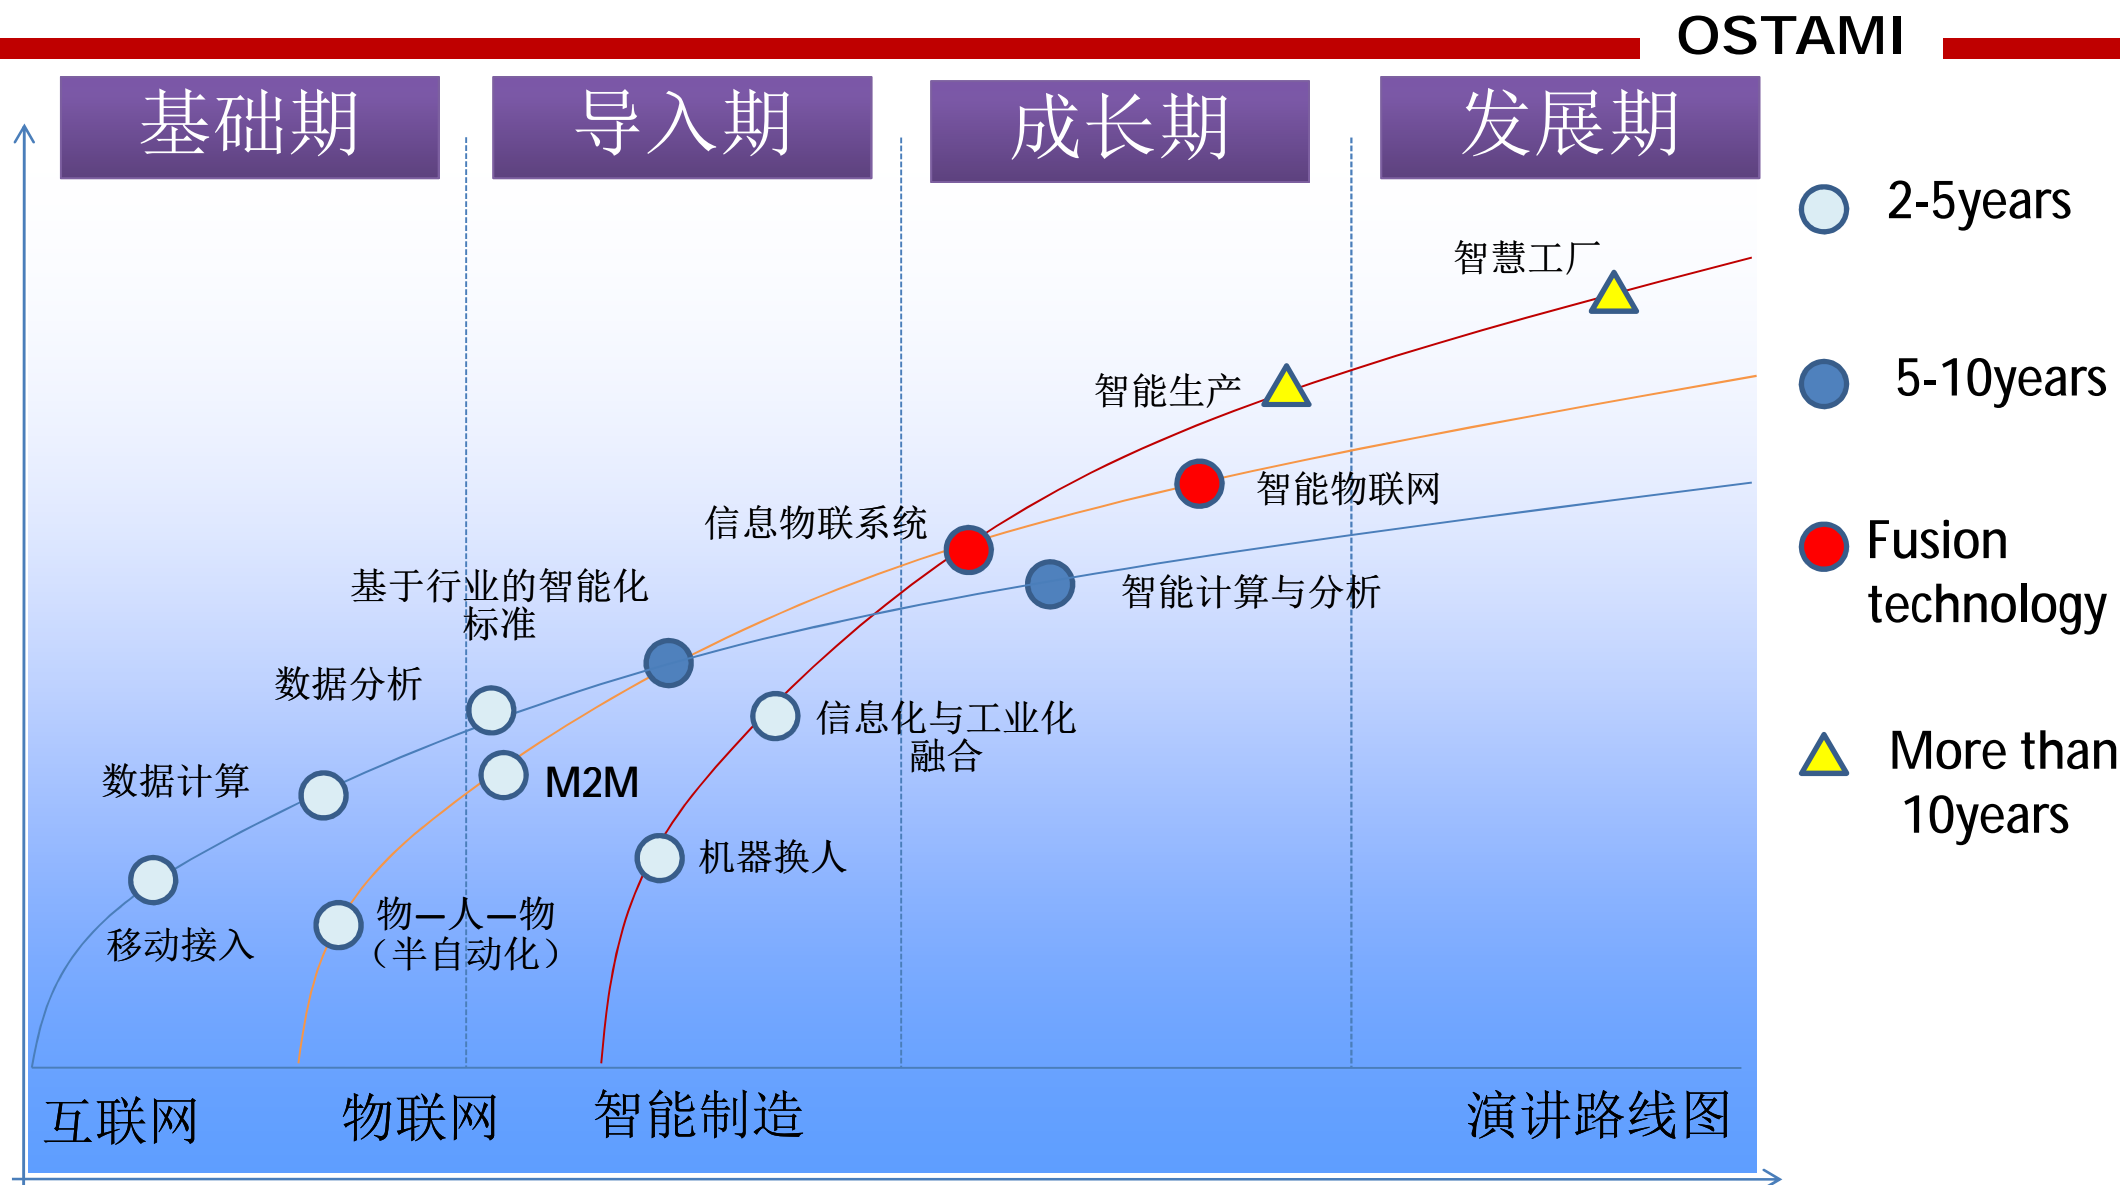 OSTAMI
基础期
导入期
成长期
发展期
2-5years
5-10years
Fusion
technology
More than
10years
智慧工厂
智能生产
智能物联网
信息物联系统
智能计算与分析
基于行业的智能化
标准
数据分析
信息化与工业化
融合
数据计算
M2M
机器换人
物—人—物
（半自动化）
移动接入
互联网
物联网
智能制造
演讲路线图